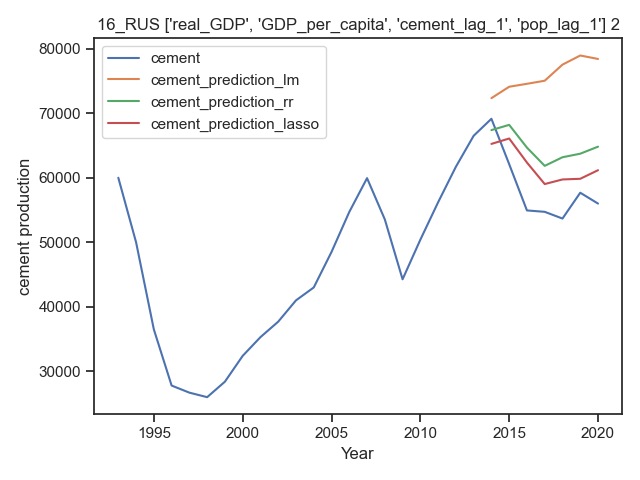 16_RUS ['real_GDP', 'GDP_per_capita', 'cement_lag_1', 'pop_lag_1'] 2
cement
cement_prediction_lm
cement_prediction_rr
cement_prediction_lasso
cement production
80000
70000
60000
50000
40000
30000
1995 2000 2005 2010 2015 2020
Year